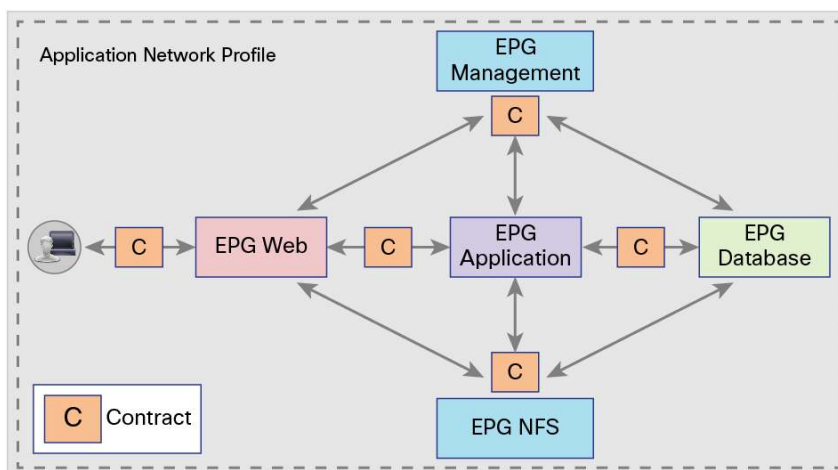 Application Network Profile
EPG
Management
C
C
EPG Web
C
EPG
Application
C
EPG
Database
C
EPG NFS
C
Contract